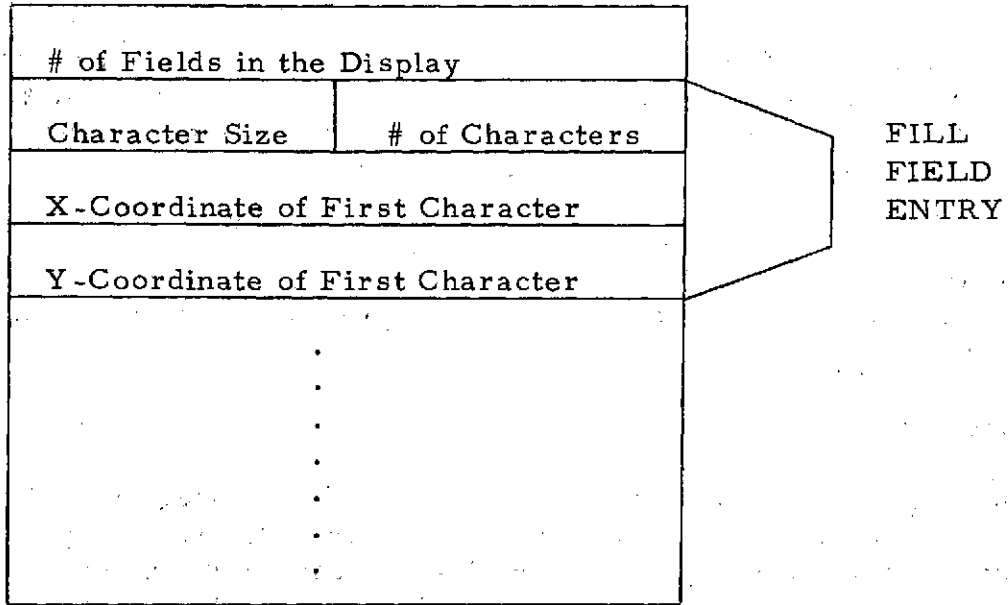 # of Fields in the Display
Character Size # of Characters
X-Coordinate of First Character
Y-Coordinate of First Character
FILL
FIELD
ENTRY